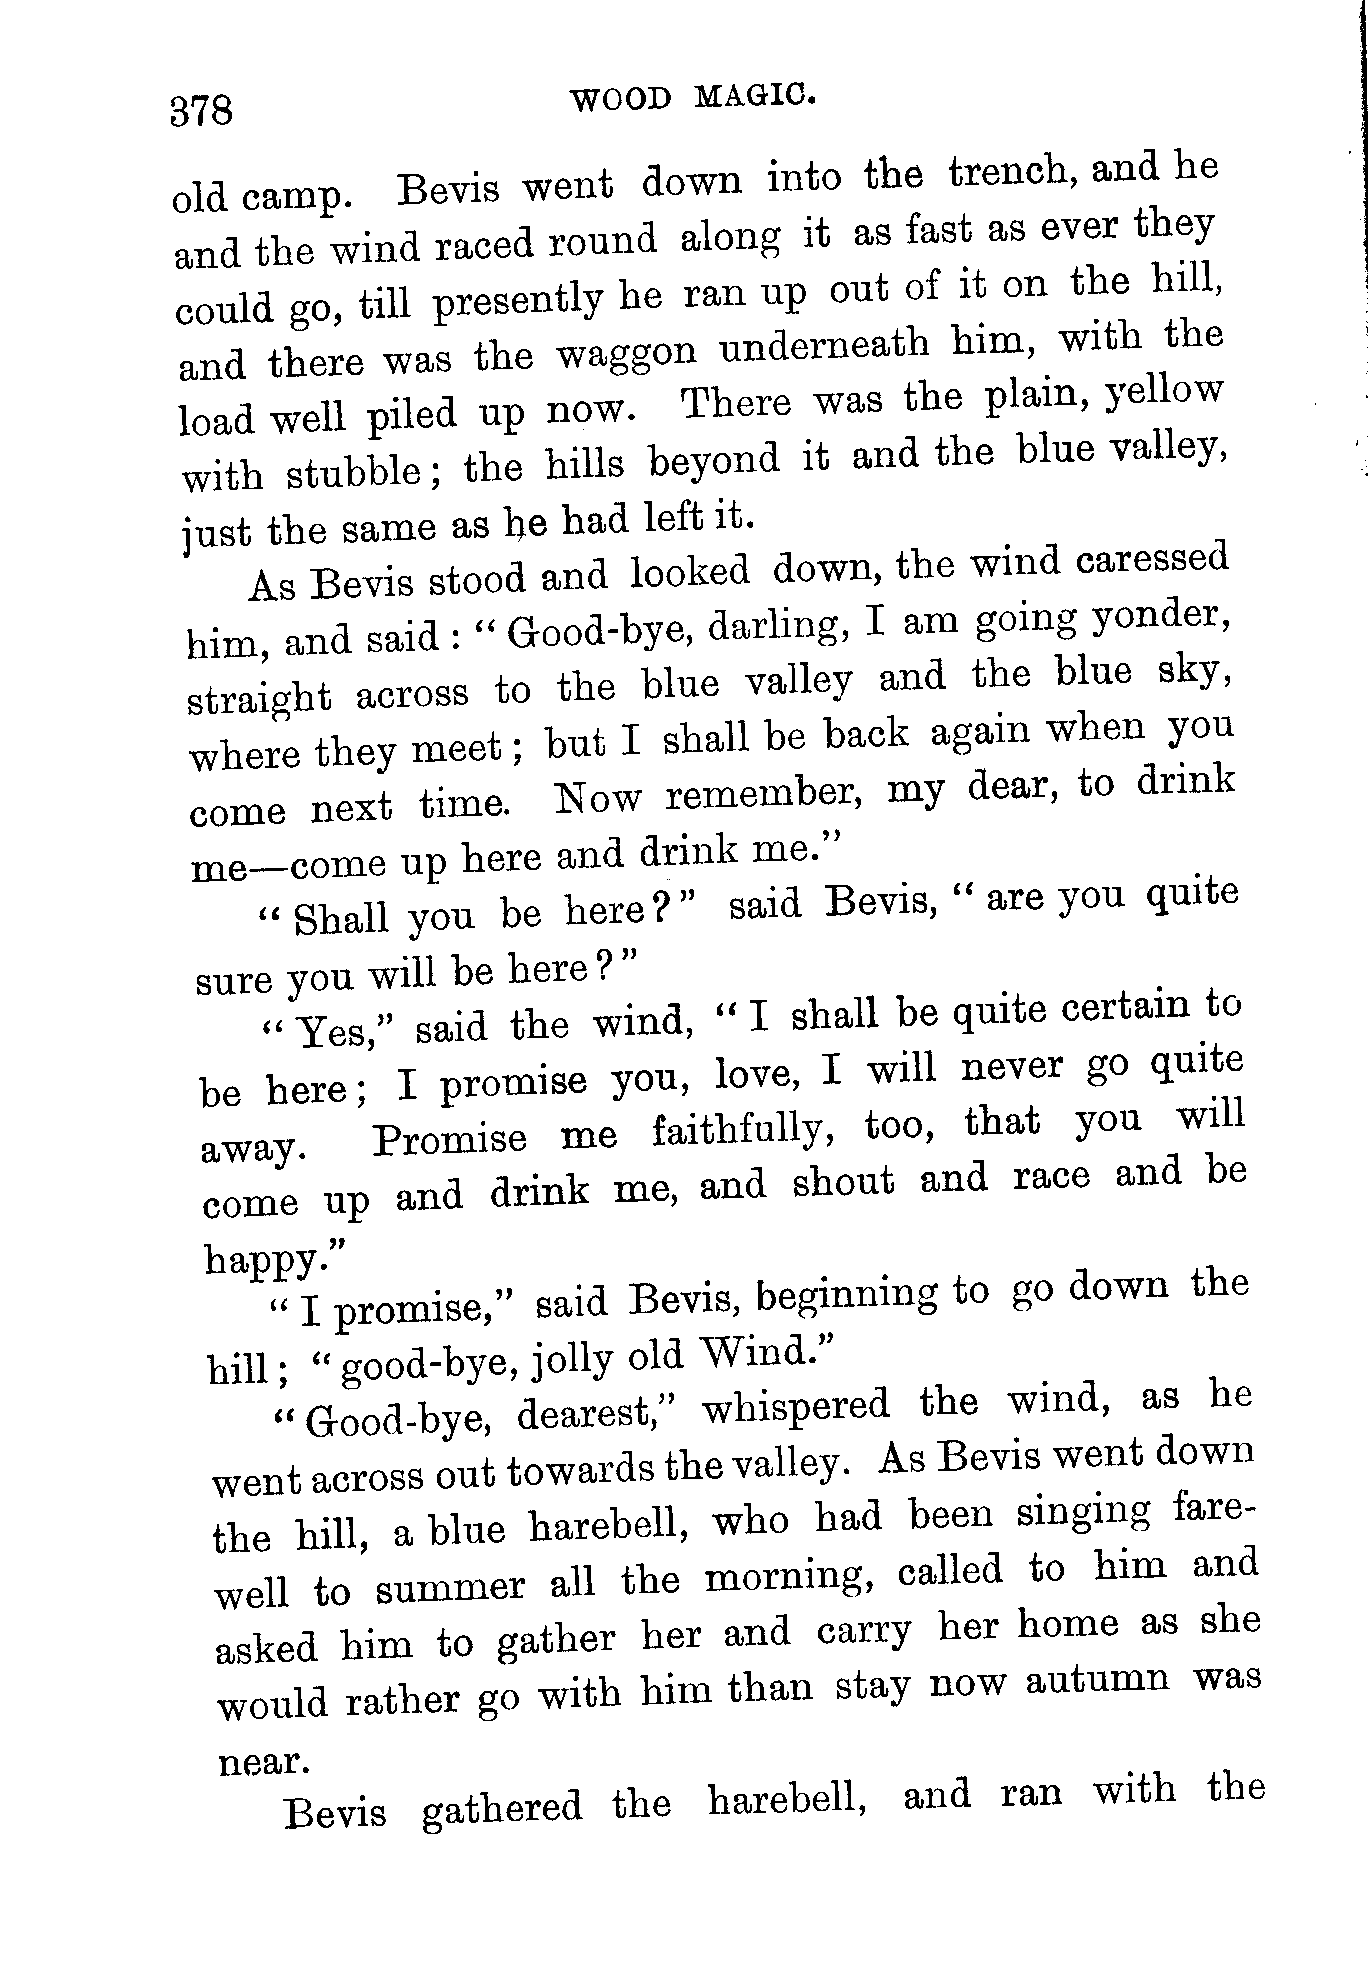 378
WOOD MAGIC.
old camp. Bevis went down into the trench, and he
and the wind raced round along it as fast as ever they
could go, till presently he ran up out of it on the hill,
and there was the waggon underneath him, with the
load well piled up now. There was the plain, yellow
with stubble; the hills beyond it and the blue valley,
just the same as he had left it.
As Bevis stood and looked down, the wind caressed
him, and said: "Good-bye, darling, I am going yonder,
straight across to the blue valley and the blue sky,
where they meet; but I shall be back again when you
come next time. Now remember, my dear, to drink
me—come up here and drink me."
"Shall you be here?" said Bevis, "are you quite
sure you will be here?"
"Yes," said the wind, "I shall be quite certain to
be here; I promise you, love, I will never go quite
away. Promise me faithfully, too, that you will
come up and drink me, and shout and race and be
happy."
"I promise," said Bevis, beginning to go down the
hill; "good-bye, jolly old Wind."
"Good-bye, dearest," whispered the wind, as he
went across out towards the valley. As Bevis went down
the hill, a blue harebell, who had been singing fare-
well to summer all the morning, called to him and
asked him to gather her and carry her home as she
would rather go with him than stay now autumn was
near.
Bevis gathered the harebell, and ran with the